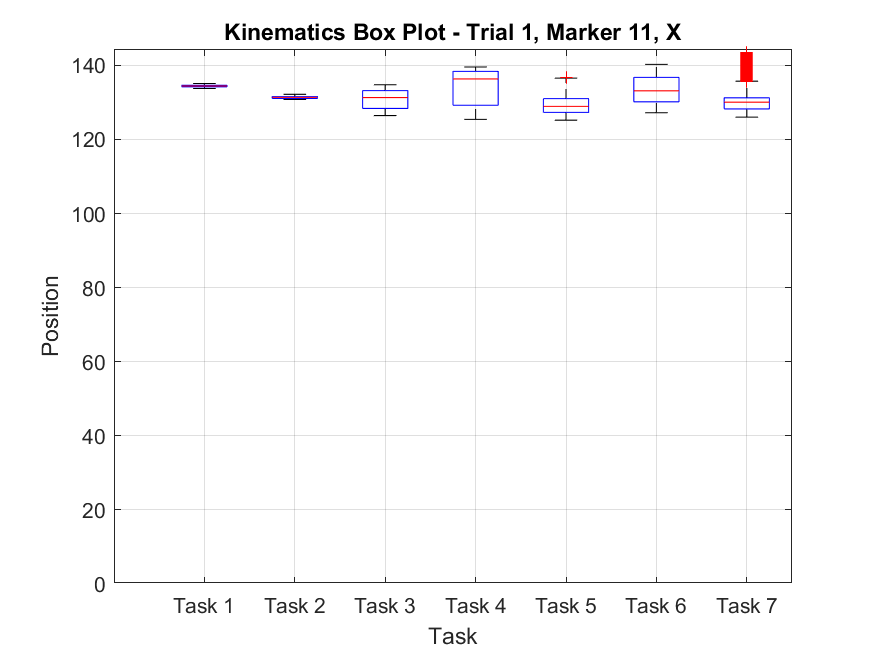 Kinematics Box Plot - Trial 1, Marker 11, X
140
120
100
80
60
40
20
0
Position
Task 1 Task 2 Task 3 Task 4 Task 5 Task 6 Task 7
Task